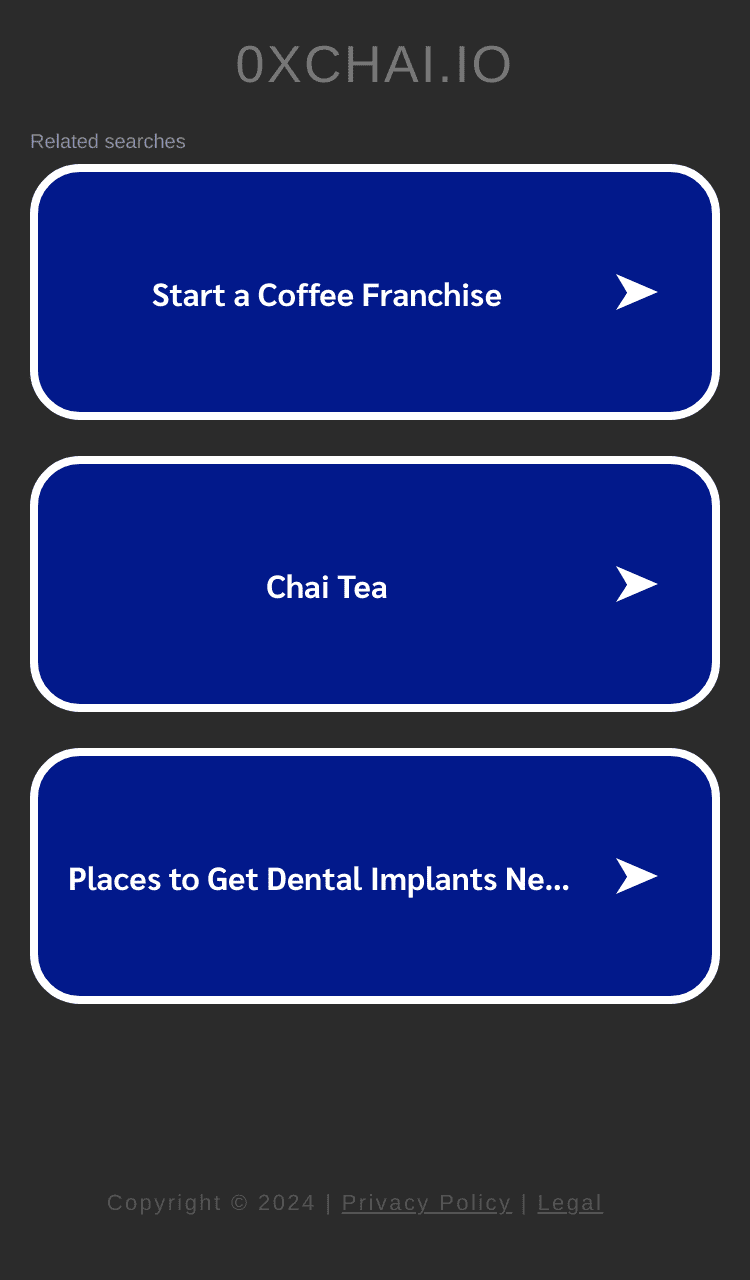 0XCHAI.IO
Related searches
Start a Coffee Franchise
Chai Tea
Places to Get Dental Implants Ne...
Copyright © 2024 | Privacy Policy | Legal